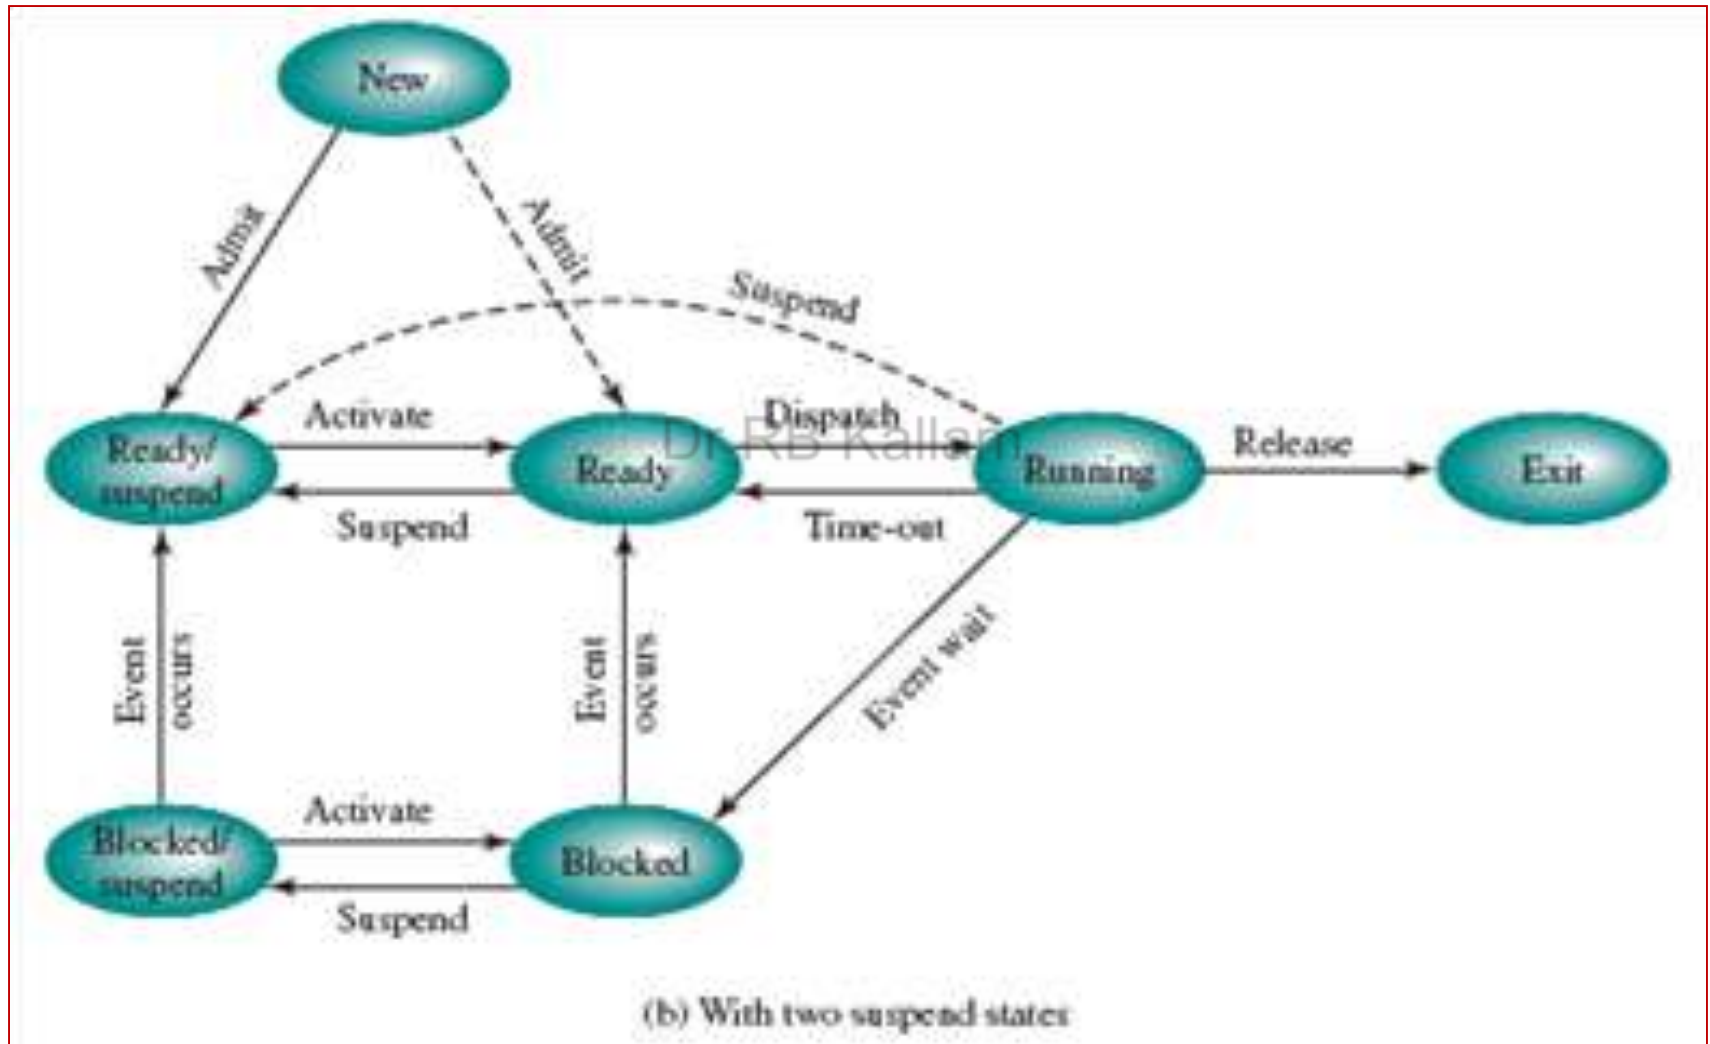 New
Admit
Admit
Suspend
Activate
Dispatch
Dr RB Kallam
Release
Ready/
suspend
Ready
Running
Exit
Suspend
Time-out
Event
occurs
Event
occurs
Event wait
Activate
Blocked/
suspend
Blocked
Suspend
(b) With two suspend states